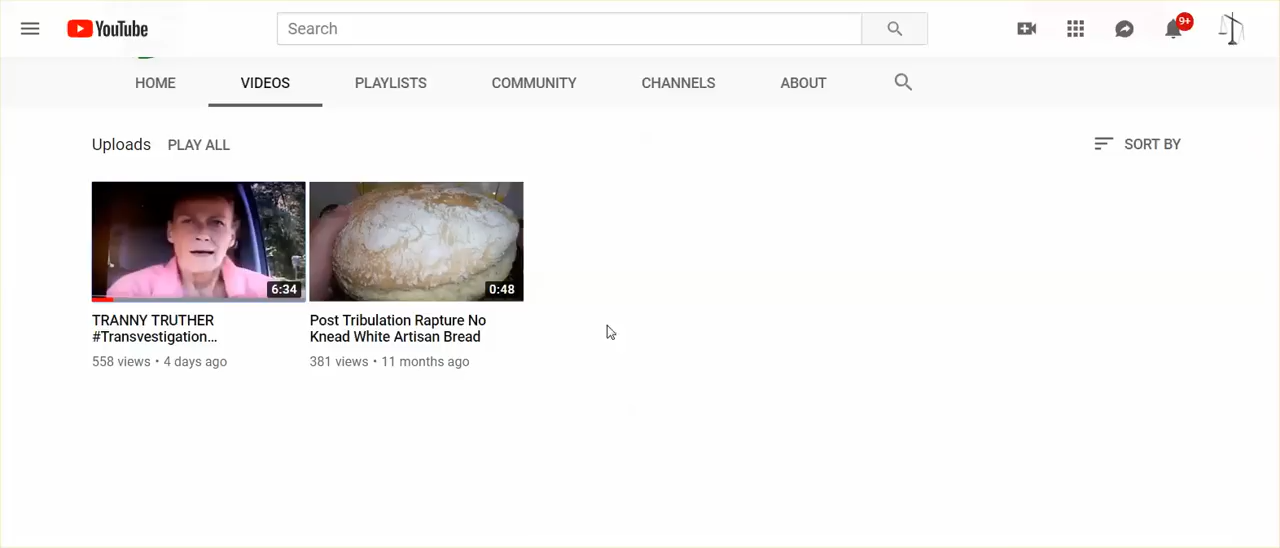 YouTube
Search
9+
HOME VIDEOS PLAYLISTS COMMUNITY CHANNELS ABOUT
Uploads PLAY ALL
SORT BY
6:34
0:48
TRANNY TRUTHER
#Transvestigation...
558 views • 4 days ago
Post Tribulation Rapture No
Knead White Artisan Bread
381 views • 11 months ago